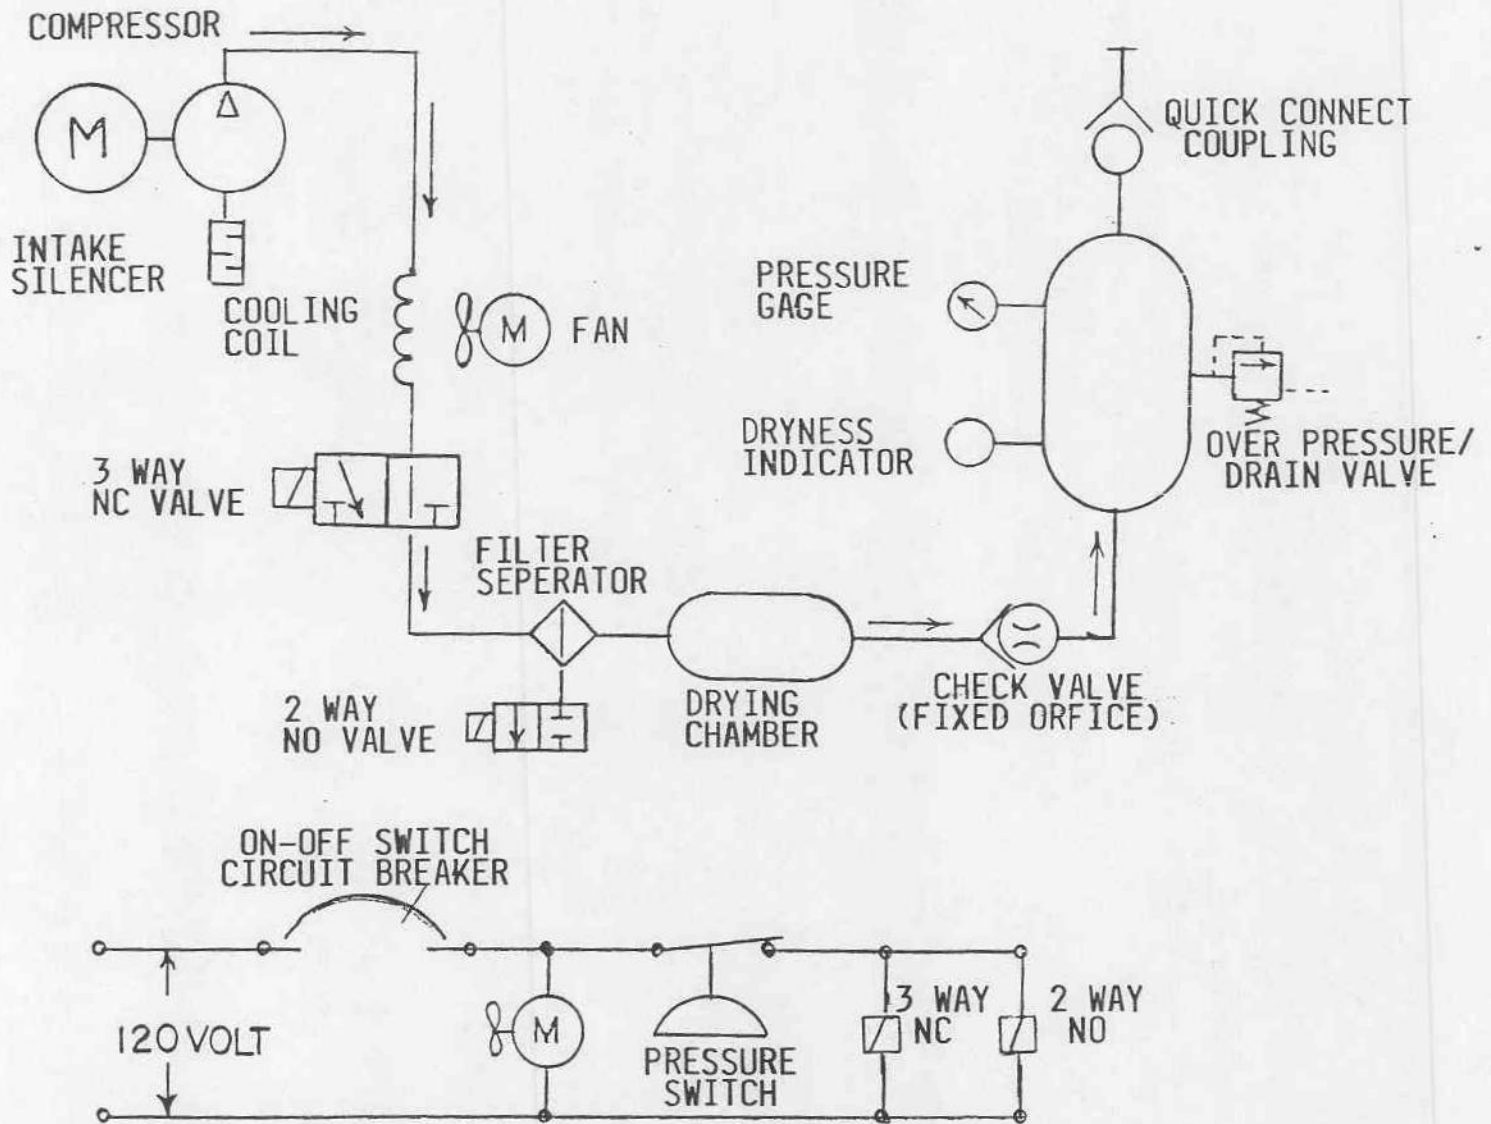 COMPRESSOR
M
INTAKE
SILENCER
COOLING
COIL
M
FAN
3 WAY
NC VALVE
FILTER
SEPERATOR
2 WAY
NO VALVE
DRYING
CHAMBER
CHECK VALVE
(FIXED ORFICE)
QUICK CONNECT
COUPLING
PRESSURE
GAGE
DRYNESS
INDICATOR
OVER PRESSURE/
DRAIN VALVE
ON-OFF SWITCH
CIRCUIT BREAKER
120 VOLT
M
PRESSURE
SWITCH
3 WAY
NC
2 WAY
NO